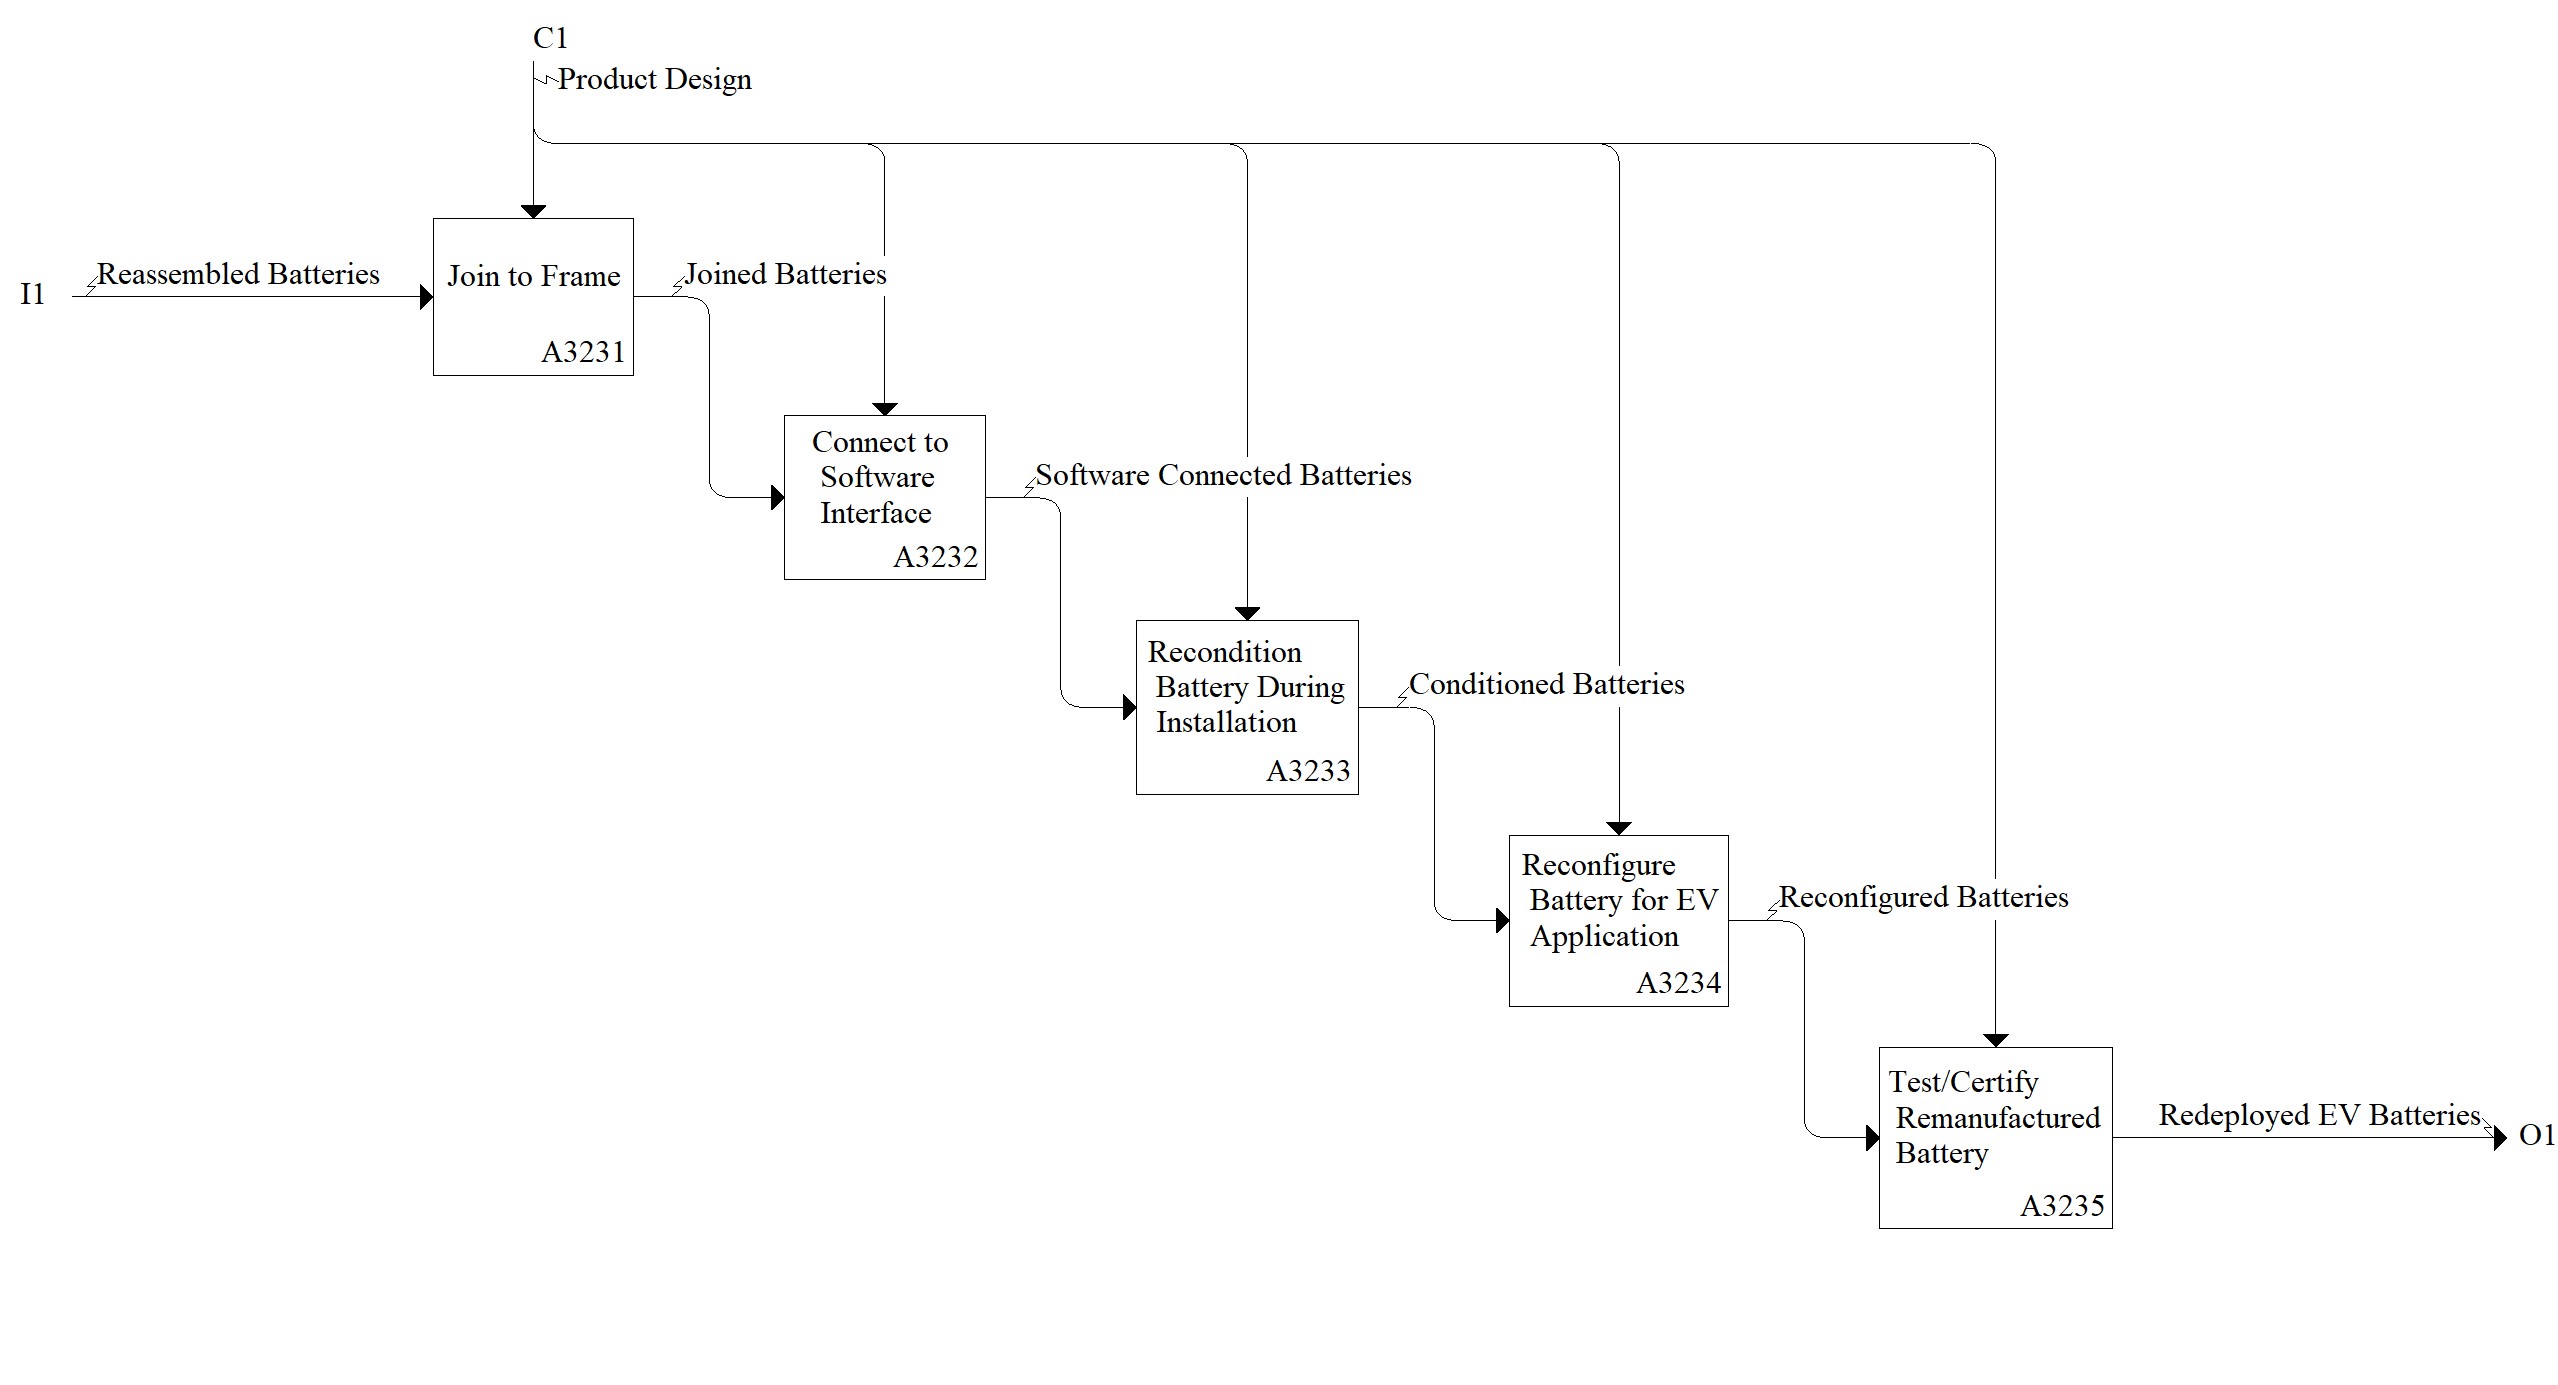 C1
Product Design
I1
Reassembled Batteries
Join to Frame
A3231
Joined Batteries
Connect to
Software
Interface
A3232
Software Connected Batteries
Recondition
Battery During
Installation
A3233
Conditioned Batteries
Reconfigure
Battery for EV
Application
A3234
Reconfigured Batteries
Test/Certify
Remanufactured
Battery
A3235
Redeployed EV Batteries
O1